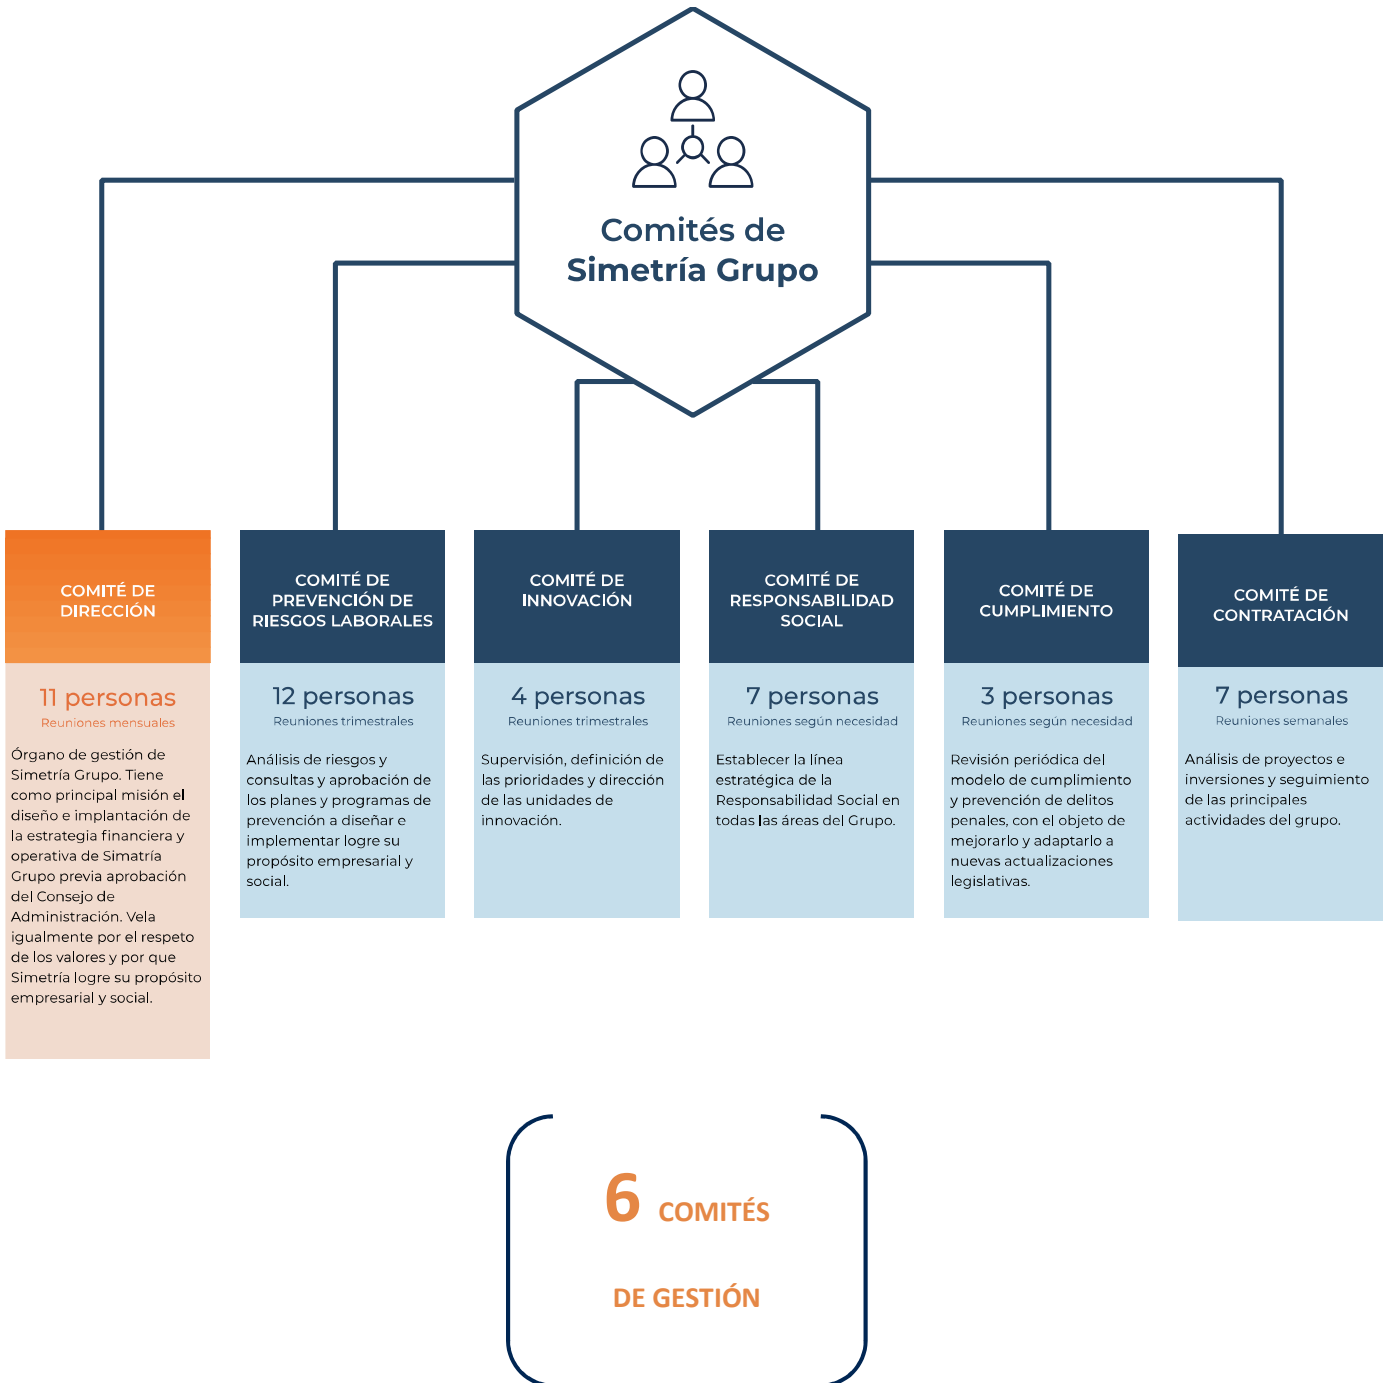 Comités de
Simetría Grupo
COMITÉ DE
DIRECCIÓN
11 personas
Reuniones mensuales
Órgano de gestión de
Simetría Grupo. Tiene
como principal misión el
diseño e implantación de
la estrategia financiera y
operativa de Simatría
Grupo previa aprobación
del Consejo de
Administración. Vela
igualmente por el respeto
de los valores y por que
Simetría logre su propósito
empresarial y social.
COMITÉ DE
PREVENCIÓN DE
RIESGOS LABORALES
12 personas
Reuniones trimestrales
Análisis de riesgos y
consultas y aprobación de
los planes y programas de
prevención a diseñar e
implementar logre su
propósito empresarial y
social.
COMITÉ DE
INNOVACIÓN
4 personas
Reuniones trimestrales
Supervisión, definición de
las prioridades y dirección
de las unidades de
innovación.
COMITÉ DE
RESPONSABILIDAD
SOCIAL
7 personas
Reuniones según necesidad
Establecer la línea
estratégica de la
Responsabilidad Social en
todas las áreas del Grupo.
COMITÉ DE
CUMPLIMIENTO
3 personas
Reuniones según necesidad
Revisión periódica del
modelo de cumplimiento
y prevención de delitos
penales, con el objeto de
mejorarlo y adaptarlo a
nuevas actualizaciones
legislativas.
COMITÉ DE
CONTRATACIÓN
7 personas
Reuniones semanales
Análisis de proyectos e
inversiones y seguimiento
de las principales
actividades del grupo.
6 COMITÉS
DE GESTIÓN